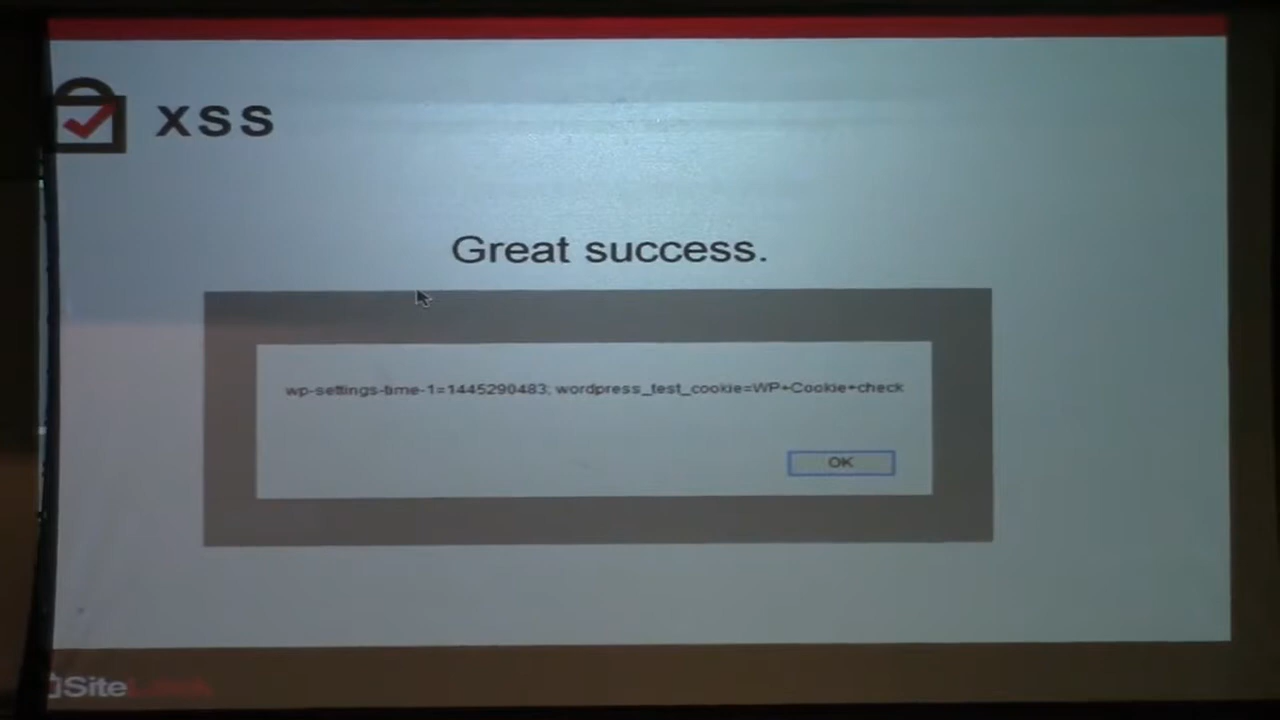 XSS
Great success.
wp-settings-time-1=1445290483; wordpress_test_cookie=WP+Cookie+check
OK
SiteLock